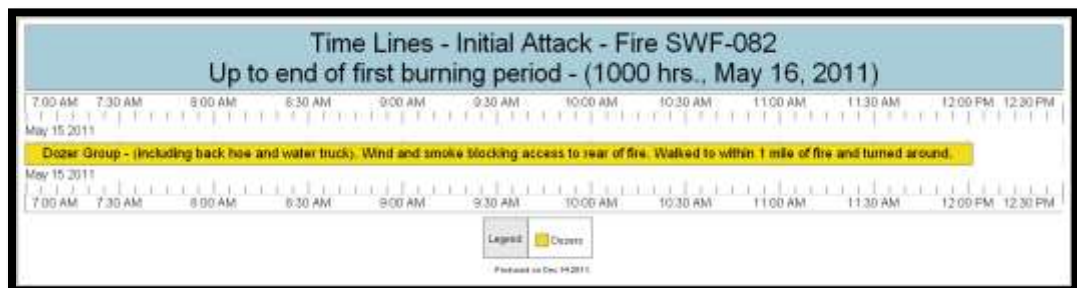 Time Lines - Initial Attack - Fire SWF-082
Up to end of first burning period - (1000 hrs., May 16, 2011)
7:00 AM 7:30 AM 8:00 AM 8:30 AM 9:00 AM 9:30 AM 10:00 AM 10:30 AM 11:00 AM 11:30 AM 12:00 PM 12:30 PM
May 15 2011
Dozer Group - (including back hoe and water truck). Wind and smoke blocking access to rear of fire. Walked to within 1 mile of fire and turned around.
May 15 2011
7:00 AM 7:30 AM 8:00 AM 8:30 AM 9:00 AM 9:30 AM 10:00 AM 10:30 AM 11:00 AM 11:30 AM 12:00 PM 12:30 PM
Legend Dozers
Produced on Dec 14 2011